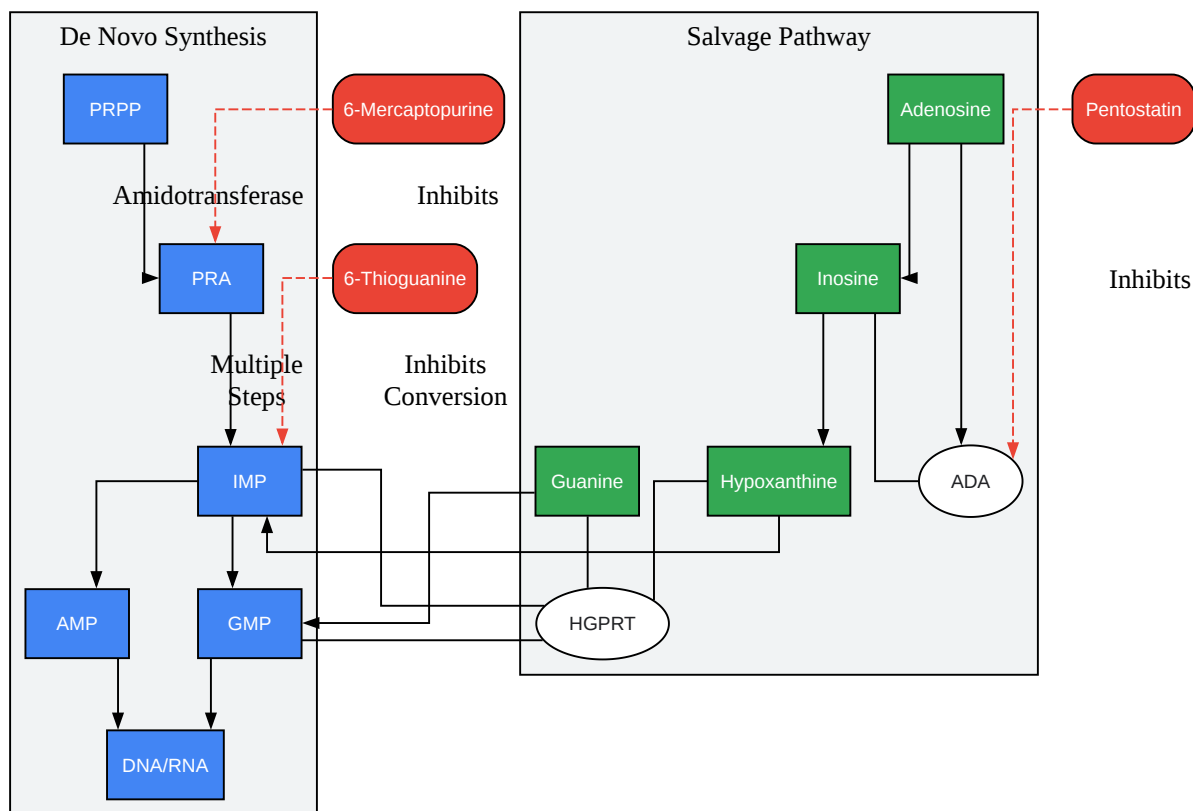 De Novo Synthesis
Salvage Pathway
PRPP
6-Mercaptopurine
Adenosine
Pentostatin
Amidotransferase
Inhibits
PRA
6-Thioguanine
Inosine
Inhibits
Multiple
Steps
Inhibits
Conversion
IMP
Guanine
Hypoxanthine
ADA
AMP
GMP
HGPRT
DNA/RNA